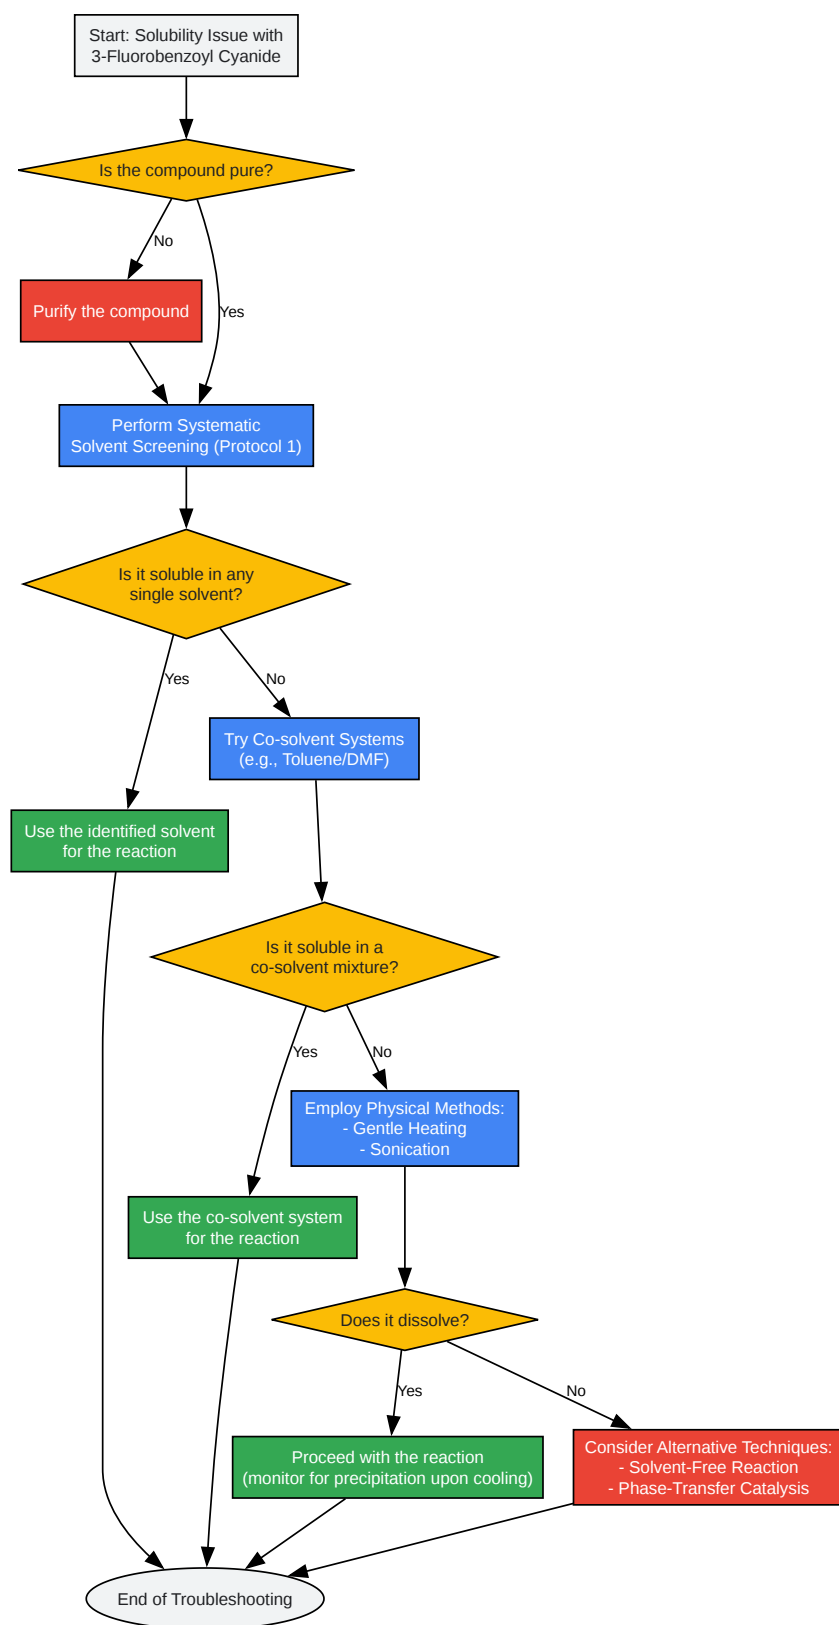 Start: Solubility Issue with
3-Fluorobenzoyl Cyanide
Is the compound pure?
No
Purify the compound
Yes
Perform Systematic
Solvent Screening (Protocol 1)
Is it soluble in any
single solvent?
Yes
No
Try Co-solvent Systems
(e.g., Toluene/DMF)
Use the identified solvent
for the reaction
Is it soluble in a
co-solvent mixture?
Yes
No
Employ Physical Methods:
- Gentle Heating
- Sonication
Use the co-solvent system
for the reaction
Does it dissolve?
Yes
No
Proceed with the reaction
(monitor for precipitation upon cooling)
Consider Alternative Techniques:
- Solvent-Free Reaction
- Phase-Transfer Catalysis
End of Troubleshooting